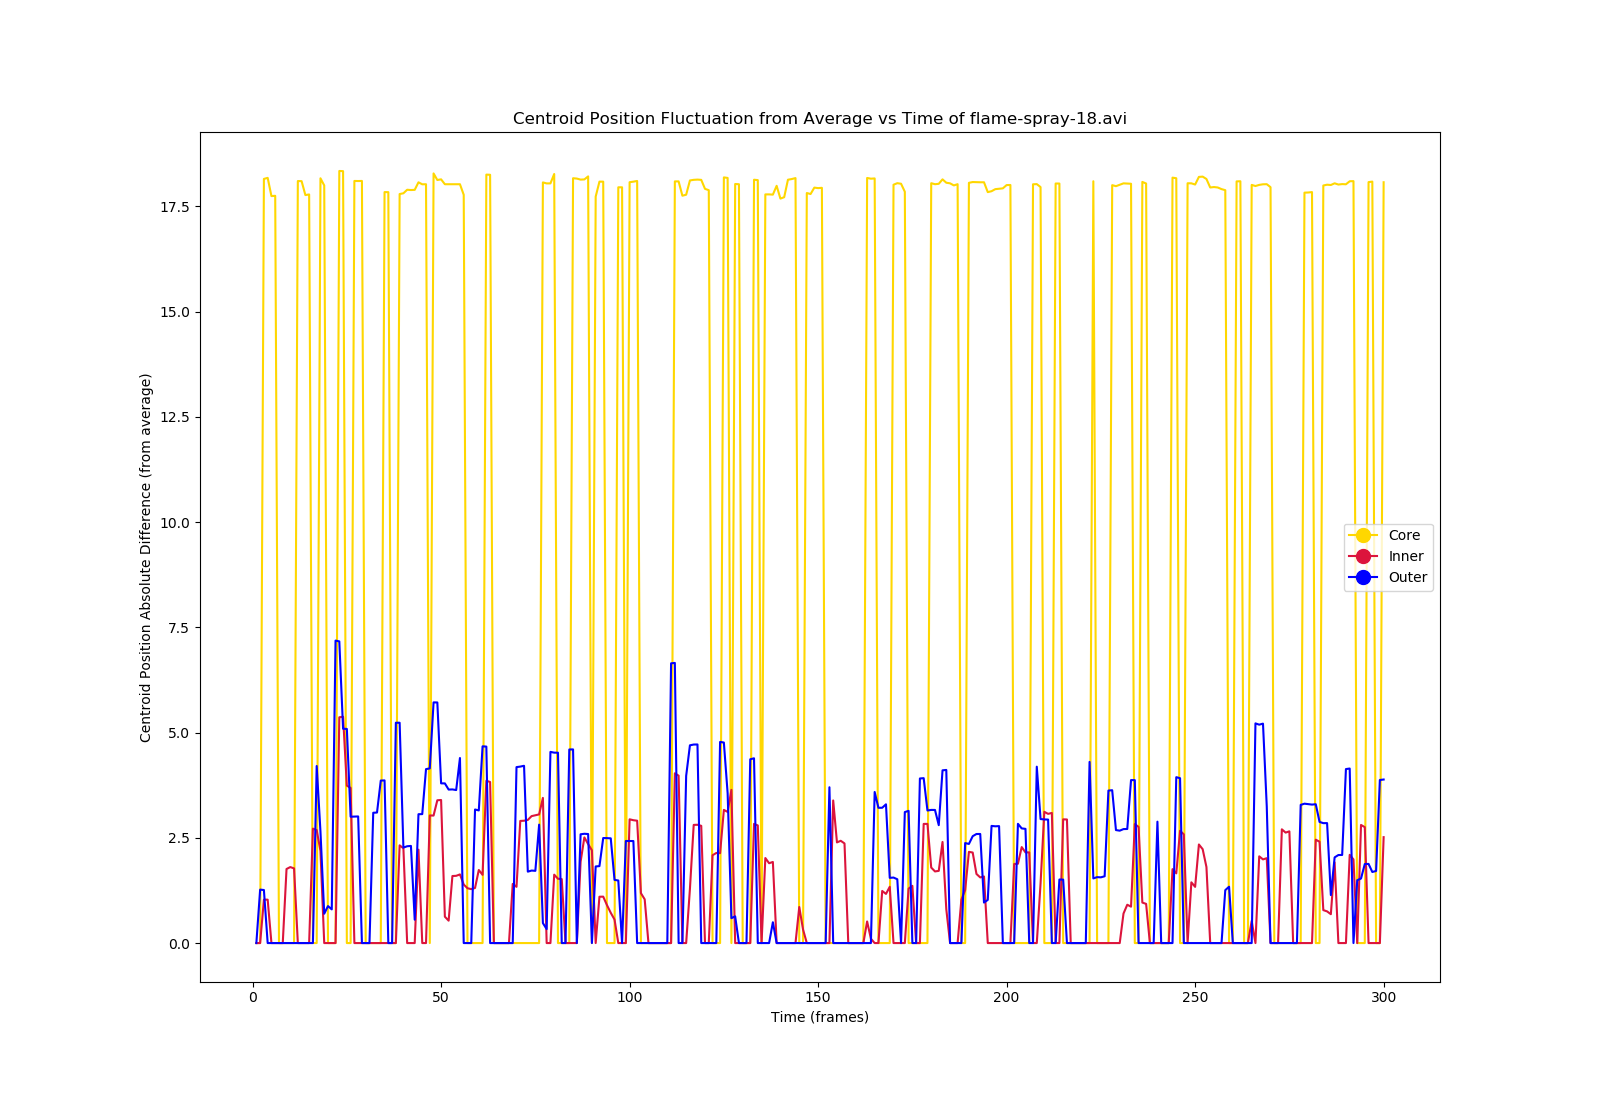 Centroid Position Fluctuation from Average vs Time of flame-spray-18.avi
Centroid Position Absolute Difference (from average)
17.5
15.0
12.5
10.0
7.5
5.0
2.5
0.0
Core
Inner
Outer
0 50 100 150 200 250 300
Time (frames)